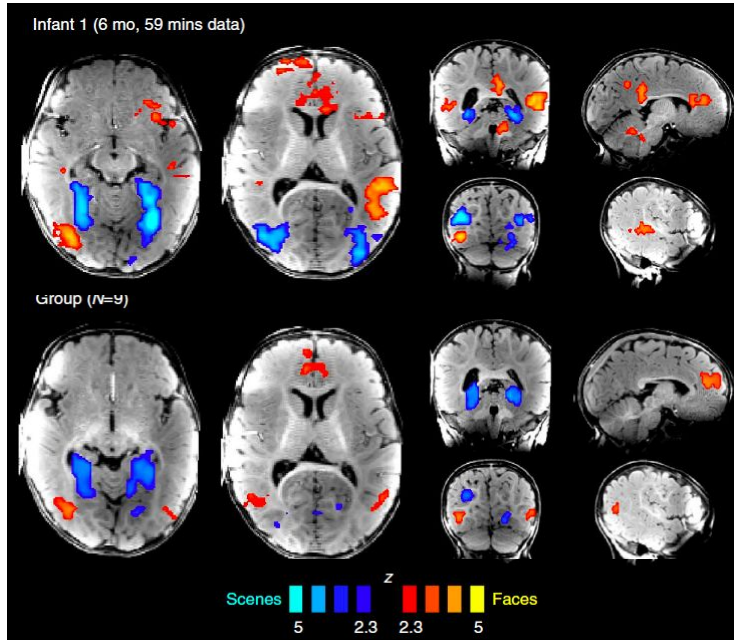 Infant 1 (6 mo, 59 mins data)
Group (N=9)
z
Scenes Faces
5 2.3 2.3 5